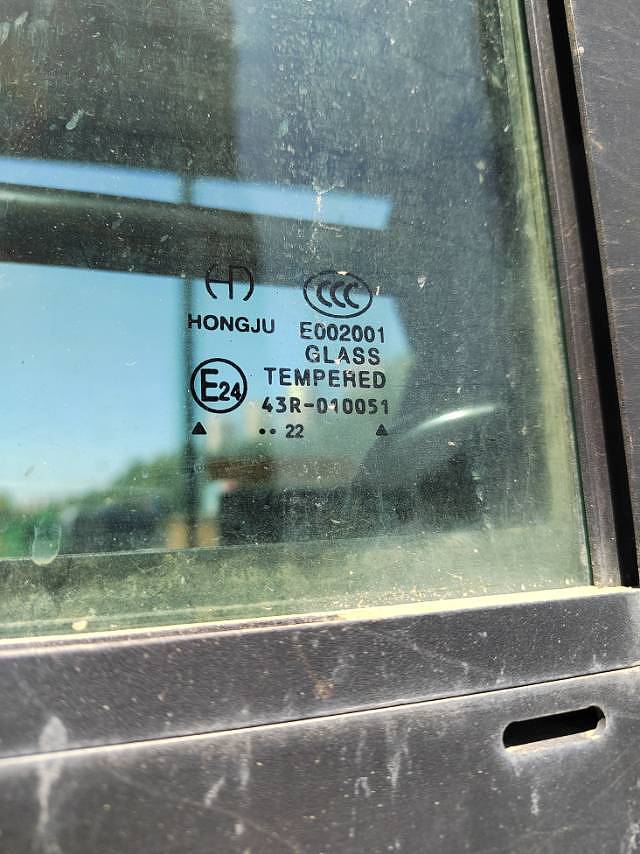 CCC
HONGJU E002001
GLASS
TEMPERED
E24
43R-010051
▲ •• 22 ▲